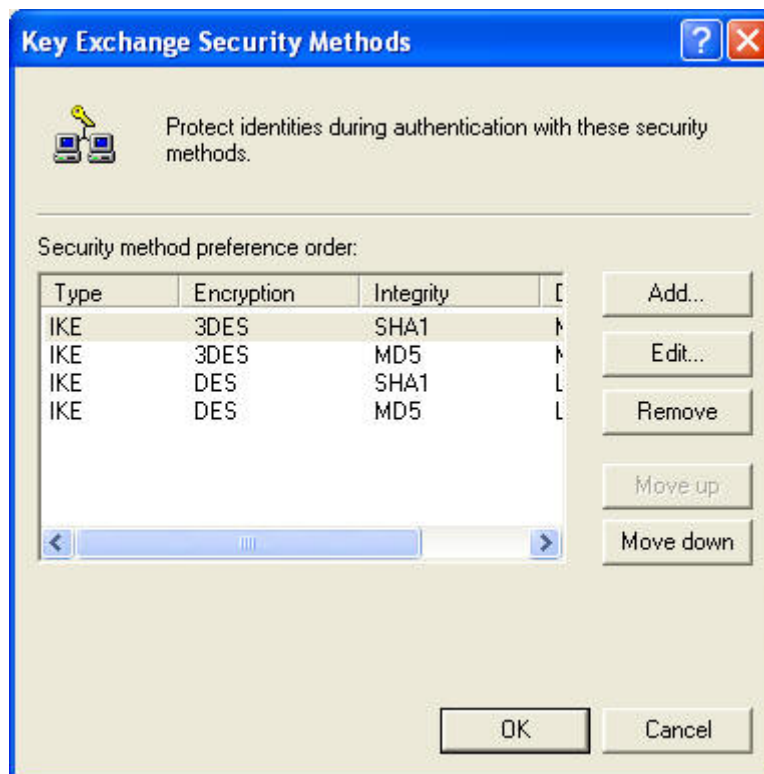 Key Exchange Security Methods
?
Protect identities during authentication with these security
methods.
Security method preference order:
Type Encryption Integrity
IKE 3DES SHA1
IKE 3DES MD5
IKE DES SHA1
IKE DES MD5
Add...
Edit...
Remove
Move up
Move down
OK Cancel